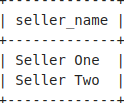 +-------------+
| seller_name |
+-------------+
| Seller One  |
| Seller Two  |
+-------------+